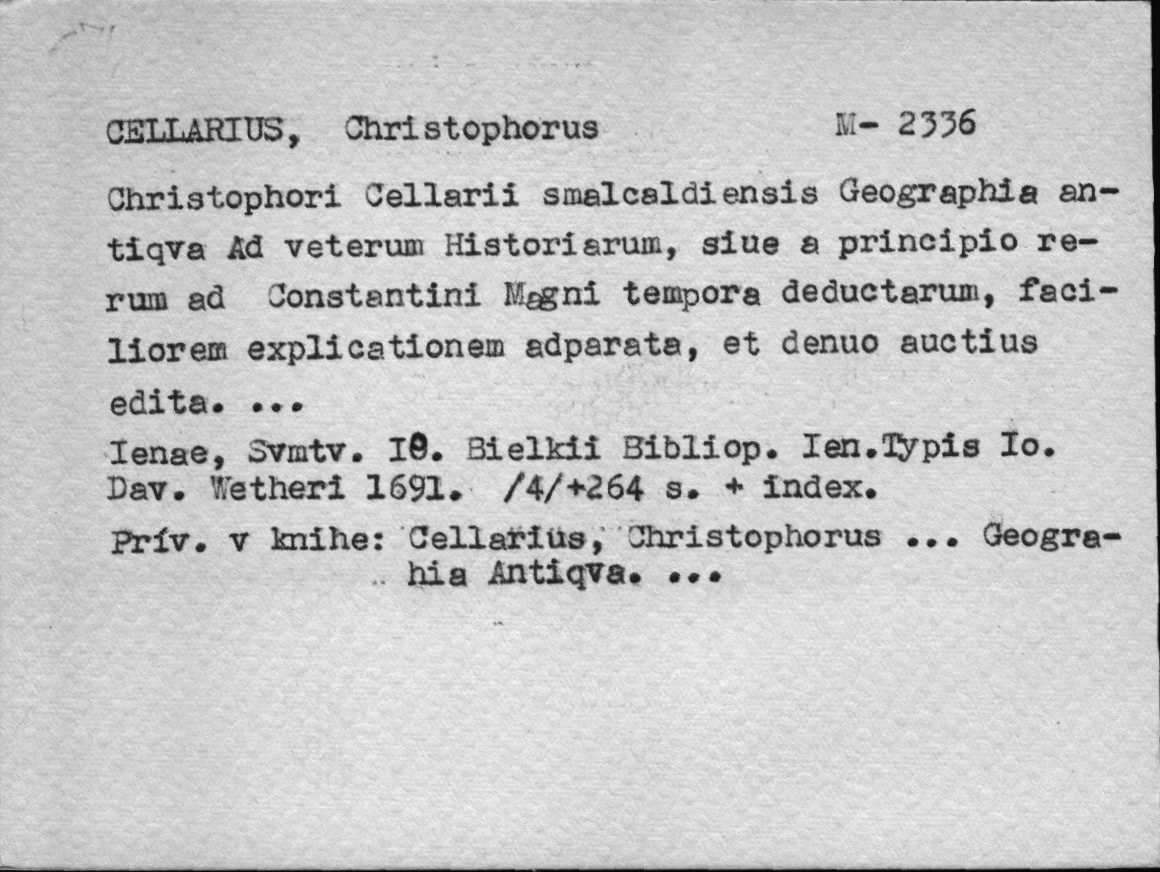 CELLARIUS, Christophorus M- 2336
Christophori Cellarii smalcaldiensis Geographia an-
tiqva Ad veterum Historiarum, siue a principio re-
rum ad Constantini Magni tempora deductarum, faci-
liorem explicationem adparata, et denuo auctius
edita. ...
Ienae, Svmtv. I0. Bielkii Bibliop. Ien.Typis Io.
Dav. Wetheri 1691. /4/+264 s. + index.
Prív. v knihe: Cellarius, Christophorus ... Geogra-
hia Antiqva. ...